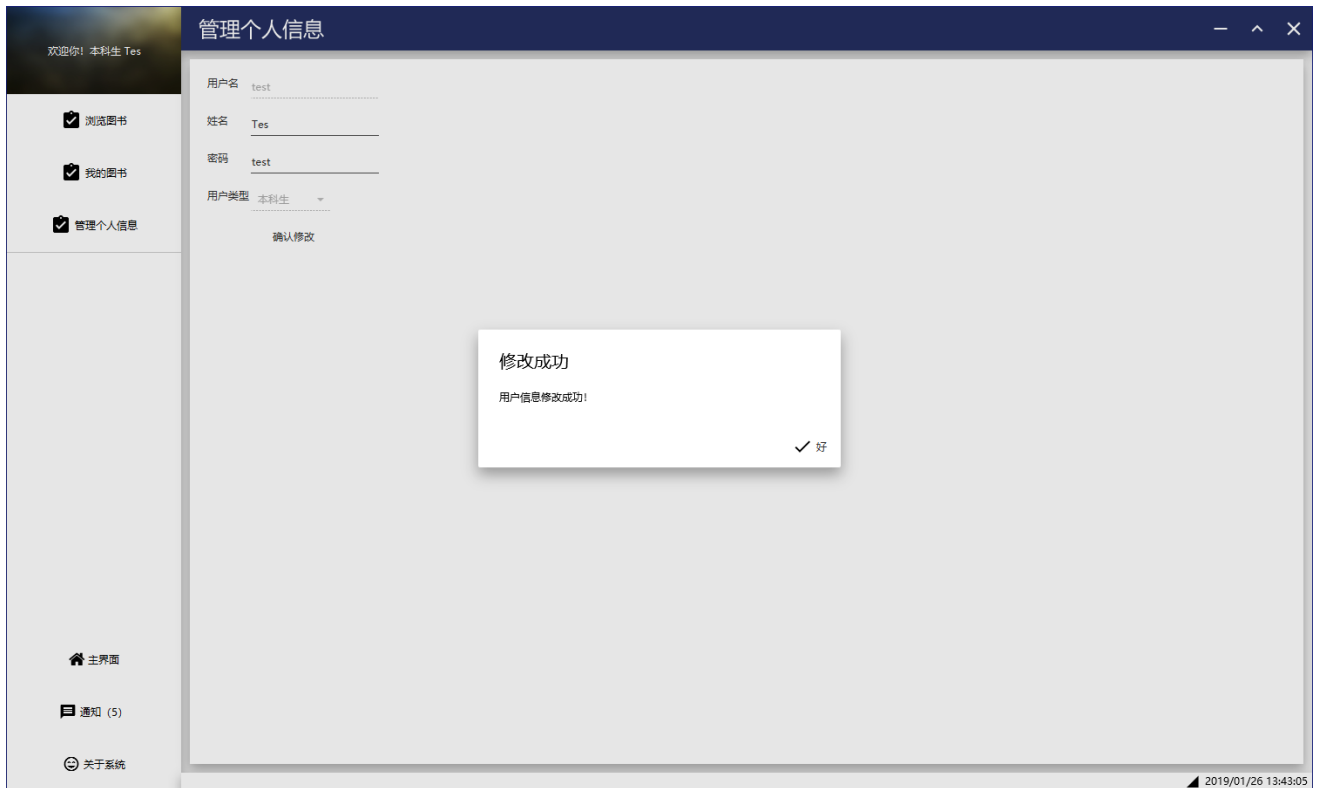 欢迎你！本科生 Tes
浏览图书
我的图书
管理个人信息
主界面
通知（5）
关于系统
管理个人信息
用户名 test
姓名 Tes
密码 test
用户类型 本科生
确认修改
修改成功
用户信息修改成功！
好
2019/01/26 13:43:05